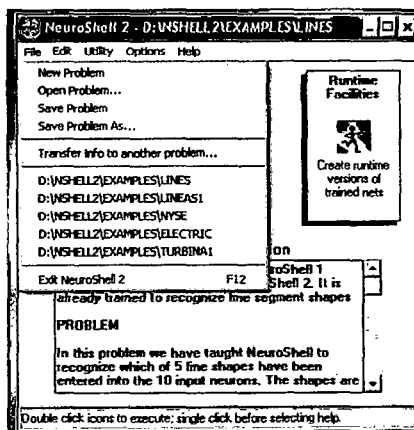 NeuroShell 2 - D:\NSHELL2\EXAMPLES\LINES
File Edit Utility Options Help
New Problem
Open Problem...
Save Problem
Save Problem As...
Transfer Info to another problem...
D:\NSHELL2\EXAMPLES\LINES
D:\NSHELL2\EXAMPLES\LINEAS1
D:\NSHELL2\EXAMPLES\NYSE
D:\NSHELL2\EXAMPLES\ELECTRIC
D:\NSHELL2\EXAMPLES\TURBINA1
Exit NeuroShell 2 F12
Runtime
Facilities
Create runtime
versions of
trained nets
on
roShell 1
Shell 2. It is
already trained to recognize line segment shapes
PROBLEM
In this problem we have taught NeuroShell to
recognize which of 5 line shapes have been
entered into the 10 input neurons. The shapes are
Double click icons to execute; single click before selecting help.